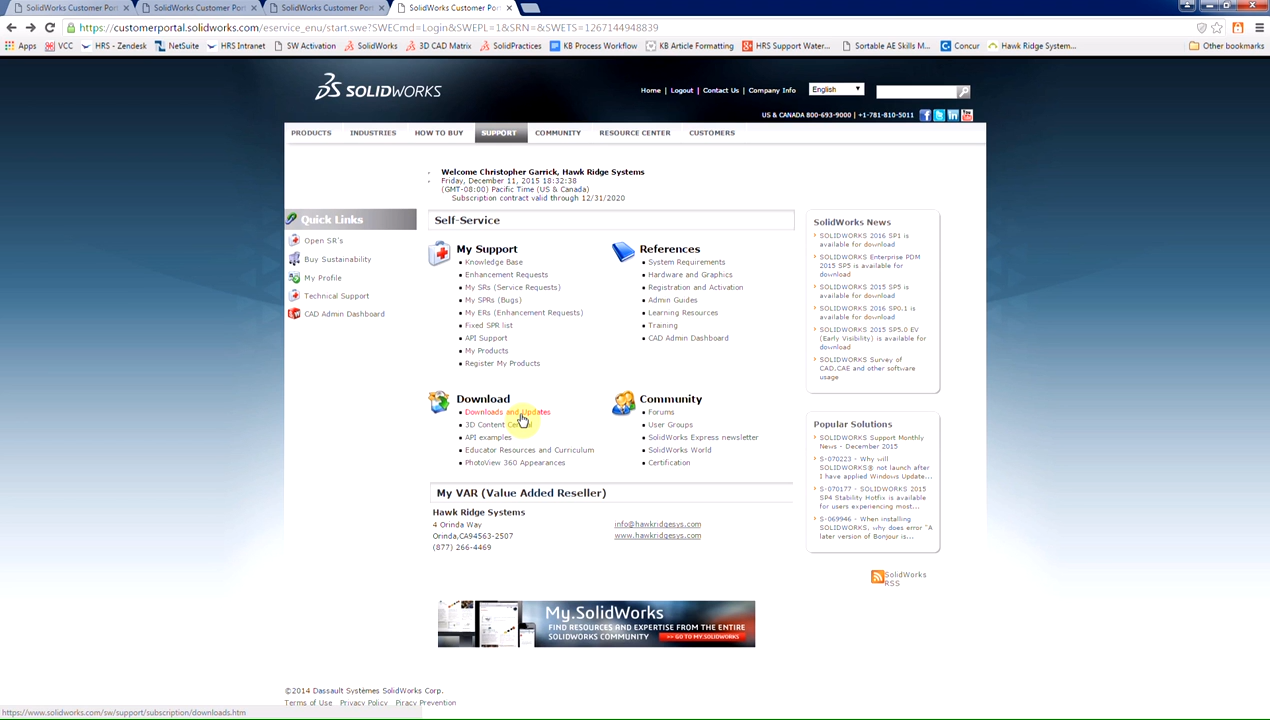 SolidWorks Customer Port
SolidWorks Customer Port
SolidWorks Customer Port
SolidWorks Customer Port
https://customerportal.solidworks.com/eservice_enu/start.swe?SWECmd=Login&SWEPL=1&SRN=&SWETS=1267144948839
Apps VCC HRS - Zendesk NetSuite HRS Intranet SW Activation SolidWorks 3D CAD Matrix SolidPractices KB Process Workflow KB Article Formatting HRS Support Water... Sortable AE Skills M... Concur Hawk Ridge System... Other bookmarks
SOLIDWORKS
Home | Logout | Contact Us | Company Info English
US & CANADA 800-693-9000 | +1-781-810-5011
PRODUCTS INDUSTRIES HOW TO BUY SUPPORT COMMUNITY RESOURCE CENTER CUSTOMERS
Welcome Christopher Garrick, Hawk Ridge Systems
Friday, December 11, 2015 18:32:38
(GMT-08:00) Pacific Time (US & Canada)
Subscription contract valid through 12/31/2020
Quick Links
Open SR's
Buy Sustainability
My Profile
Technical Support
CAD Admin Dashboard
Self-Service
My Support
Knowledge Base
Enhancement Requests
My SRs (Service Requests)
My SPRs (Bugs)
My ERs (Enhancement Requests)
Fixed SPR list
API Support
My Products
Register My Products
References
System Requirements
Hardware and Graphics
Registration and Activation
Admin Guides
Learning Resources
Training
CAD Admin Dashboard
Download
Downloads and Updates
3D Content
API examples
Educator Resources and Curriculum
PhotoView 360 Appearances
Community
Forums
User Groups
SolidWorks Express newsletter
SolidWorks World
Certification
My VAR (Value Added Reseller)
Hawk Ridge Systems
4 Orinda Way
Orinda,CA94563-2507
(877) 266-4469
info@hawkridgesys.com
www.hawkridgesys.com
SolidWorks News
SOLIDWORKS 2016 SP1 is
available for download
SOLIDWORKS Enterprise PDM
2015 SP5 is available for
download
SOLIDWORKS 2015 SP5 is
available for download
SOLIDWORKS 2016 SP0.1 is
available for download
SOLIDWORKS 2015 SP5.0 EV
(Early Visibility) is available for
download
SOLIDWORKS Survey of
CAD,CAE and other software
usage
Popular Solutions
SOLIDWORKS Support Monthly
News - December 2015
S-070223 - Why will
SOLIDWORKS® not launch after
I have applied Windows Update...
S-070177 - SOLIDWORKS 2015
SP4 Stability Hotfix is available
for users experiencing most...
S-069946 - When installing
SOLIDWORKS, why does error "A
later version of Bonjour is...
SolidWorks
RSS
My.SolidWorks
FIND RESOURCES AND EXPERTISE FROM THE ENTIRE
SOLIDWORKS COMMUNITY >> GO TO MY.SOLIDWORKS
©2014 Dassault Systèmes SolidWorks Corp.
Terms of Use Privacy Policy Piracy Prevention
https://www.solidworks.com/sw/support/subscription/downloads.htm